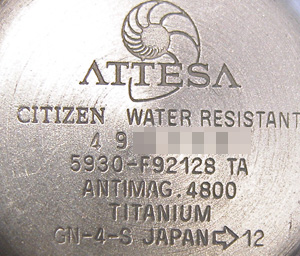 ATTESA
CITIZEN WATER RESISTANT
4 9
5930-F92128 TA
ANTIMAG. 4800
TITANIUM
GN-4-S JAPAN⇨12